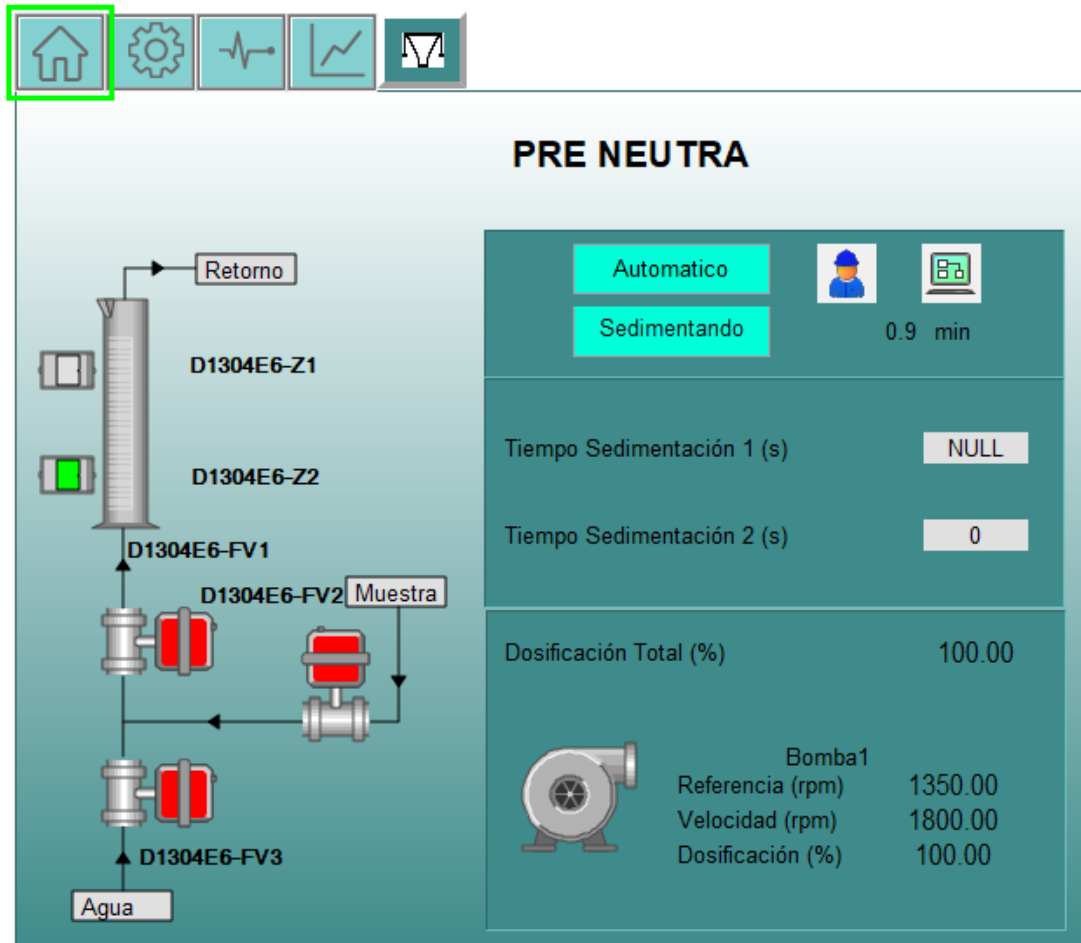 PRE NEUTRA
Retorno
D1304E6-Z1
D1304E6-Z2
D1304E6-FV1
D1304E6-FV2
Muestra
D1304E6-FV3
Agua
Automatico
Sedimentando
0.9 min
Tiempo Sedimentación 1 (s) NULL
Tiempo Sedimentación 2 (s) 0
Dosificación Total (%) 100.00
Bomba1
Referencia (rpm) 1350.00
Velocidad (rpm) 1800.00
Dosificación (%) 100.00